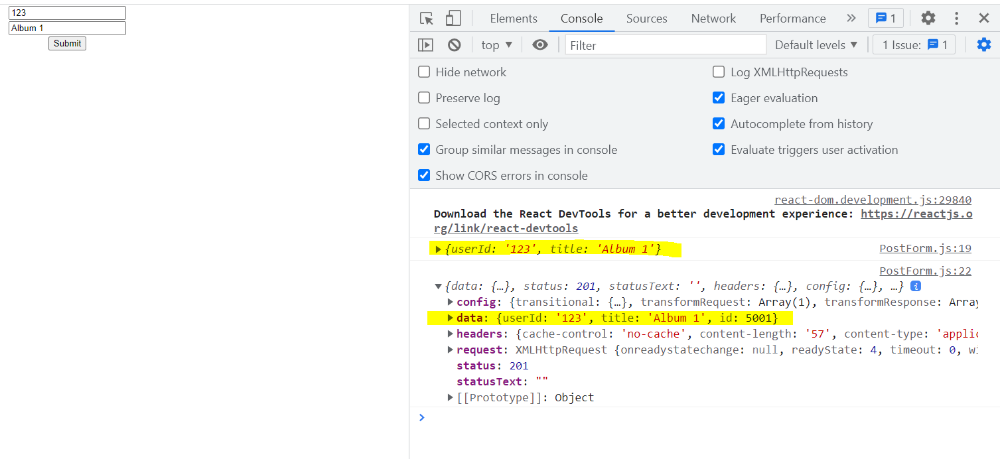 123
Album 1
Submit
Elements Console Sources Network Performance » 1
top ▼ Filter Default levels ▼ 1 Issue: 1
Hide network
Log XMLHttpRequests
Preserve log
Eager evaluation
Selected context only
Autocomplete from history
Group similar messages in console
Evaluate triggers user activation
Show CORS errors in console
react-dom.development.js:29840
Download the React DevTools for a better development experience: https://reactjs.o
rg/link/react-devtools
▶{userId: '123', title: 'Album 1'} PostForm.js:19
PostForm.js:22
▼{data: {…}, status: 201, statusText: '', headers: {…}, config: {…}, …} i
▶config: {transitional: {…}, transformRequest: Array(1), transformResponse: Array
▶data: {userId: '123', title: 'Album 1', id: 5001}
▶headers: {cache-control: 'no-cache', content-length: '57', content-type: 'applic
▶request: XMLHttpRequest {onreadystatechange: null, readyState: 4, timeout: 0, wi
status: 201
statusText: ""
▶[[Prototype]]: Object